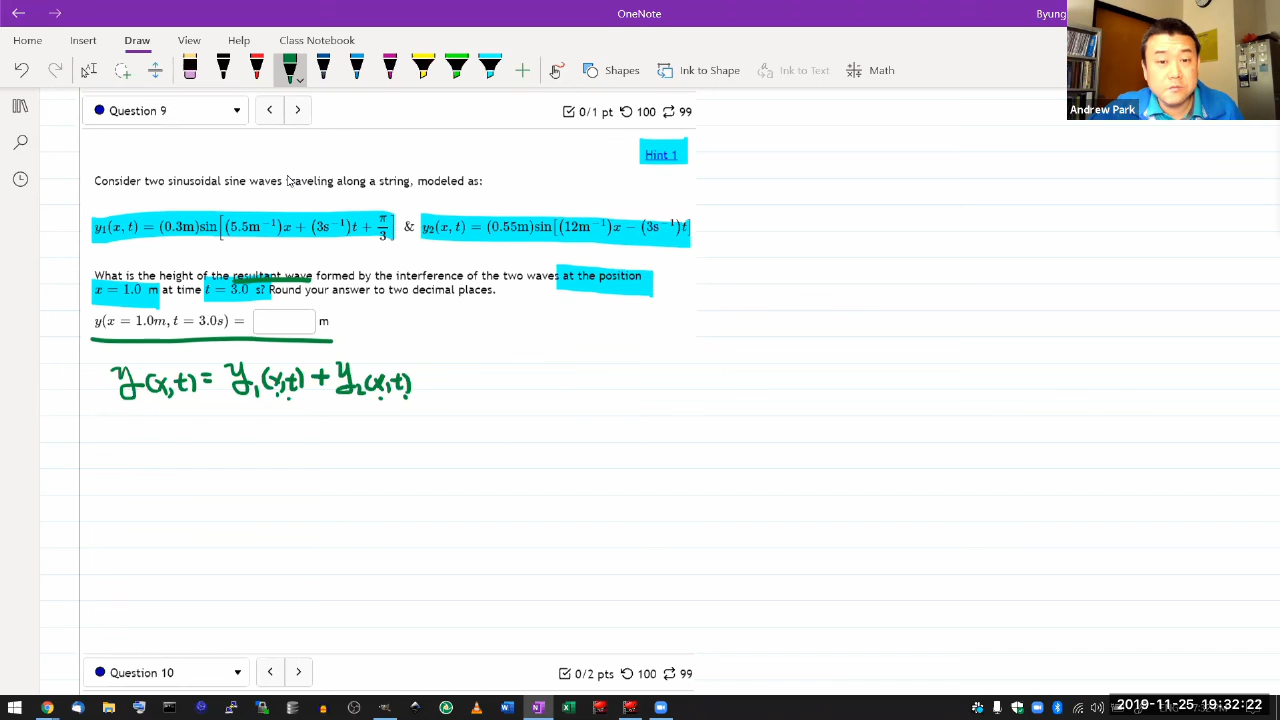 OneNote
Byung
Home Insert Draw View Help Class Notebook
Shapes Ink to Shape Ink to Text Math
Andrew Park
Question 9 0/1 pt 100 99
Hint 1
Consider two sinusoidal sine waves traveling along a string, modeled as:
y₁(x, t) = (0.3m)sin[(5.5m⁻¹)x + (3s⁻¹)t + π/3] & y₂(x, t) = (0.55m)sin[(12m⁻¹)x − (3s⁻¹)t]
What is the height of the resultant wave formed by the interference of the two waves at the position
x = 1.0 m at time t = 3.0 s? Round your answer to two decimal places.
y(x = 1.0m, t = 3.0s) = m
y(x,t) = y₁(x,t) + y₂(x,t)
Question 10 0/2 pts 100 99
2019-11-25 19:32:22